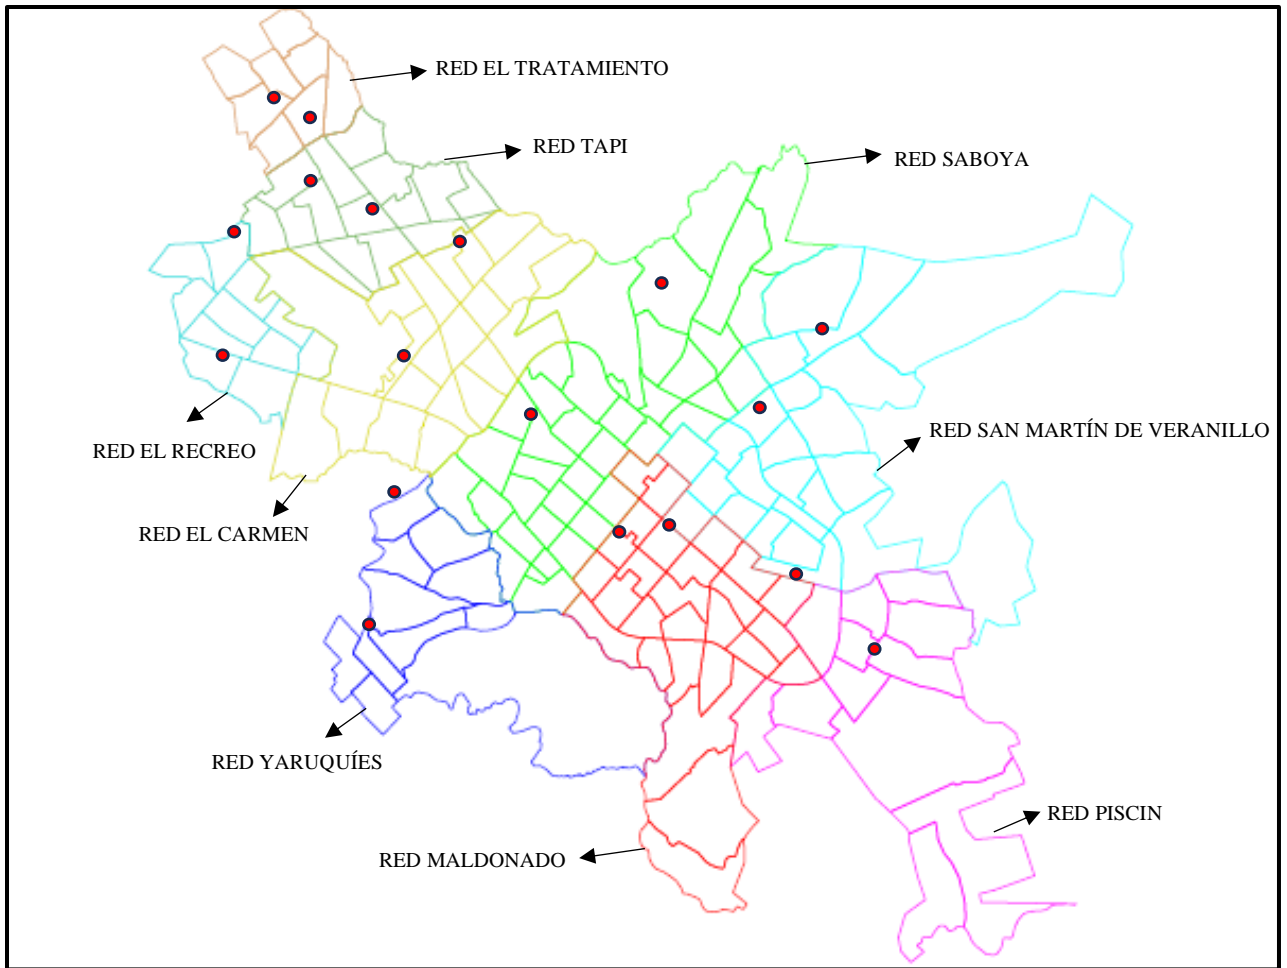 RED EL TRATAMIENTO
RED TAPI
RED SABOYA
RED SAN MARTÍN DE VERANILLO
RED EL RECREO
RED EL CARMEN
RED YARUQUÍES
RED PISCIN
RED MALDONADO